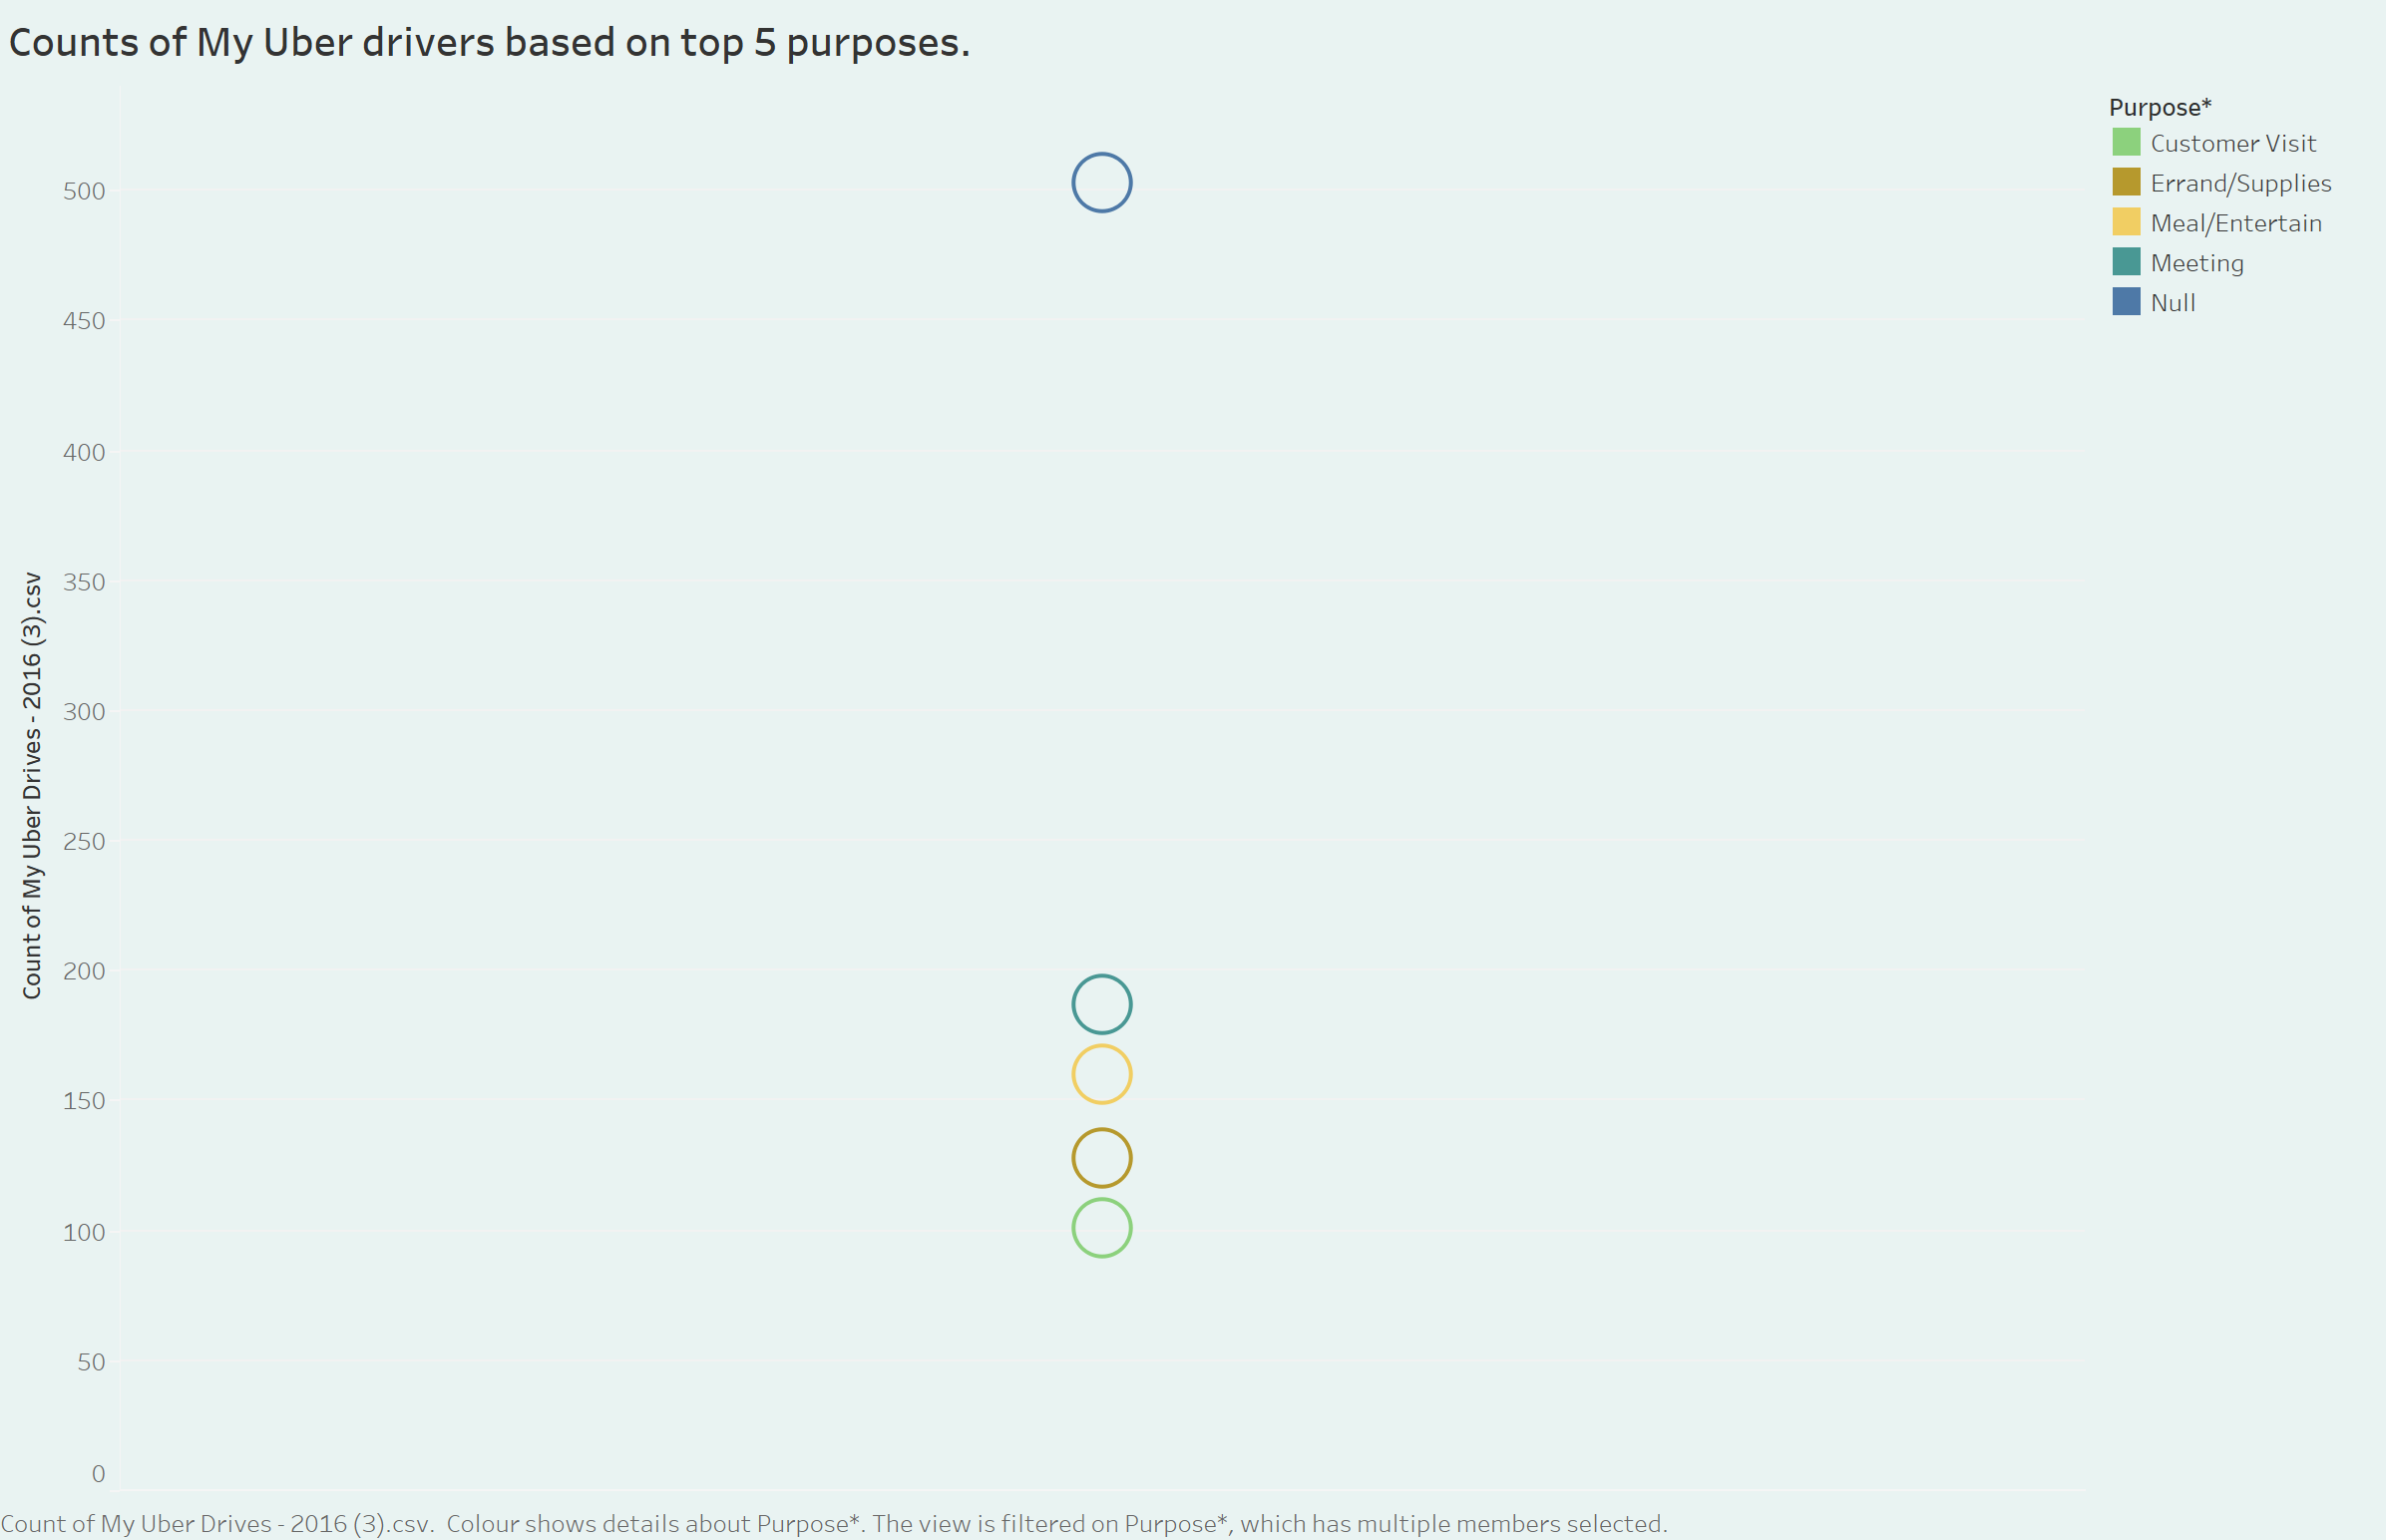 Counts of My Uber drivers based on top 5 purposes.
Purpose*
Customer Visit
Errand/Supplies
Meal/Entertain
Meeting
Null
Count of My Uber Drives - 2016 (3).csv
500
450
400
350
300
250
200
150
100
50
0
Count of My Uber Drives - 2016 (3).csv.  Colour shows details about Purpose*. The view is filtered on Purpose*, which has multiple members selected.